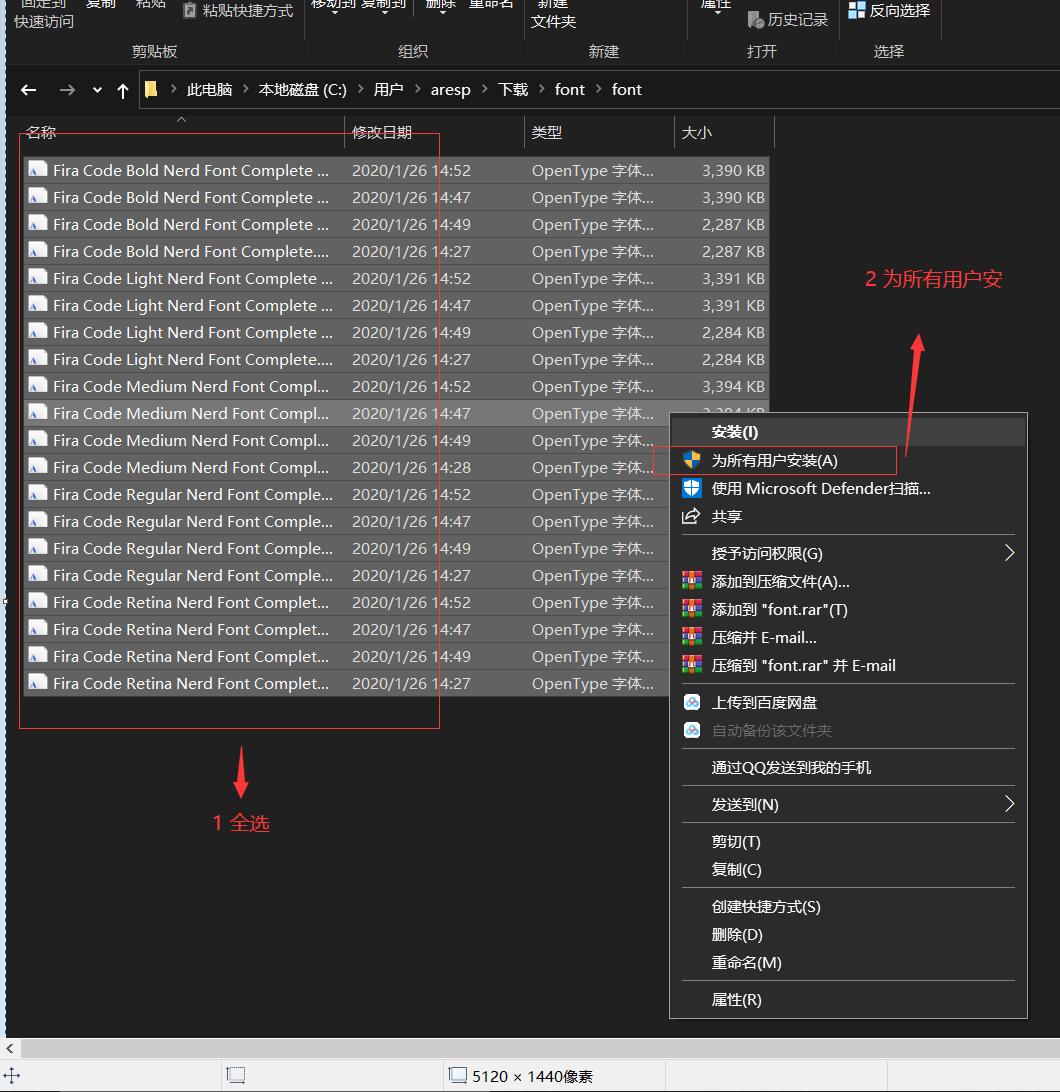 固定到 复制 粘贴
快速访问
粘贴快捷方式
移动到 复制到 删除 重命名
新建
文件夹
属性
历史记录
反向选择
剪贴板 组织 新建 打开 选择
此电脑 本地磁盘 (C:) 用户 aresp 下载 font font
名称 修改日期 类型 大小
Fira Code Bold Nerd Font Complete ... 2020/1/26 14:52 OpenType 字体... 3,390 KB
Fira Code Bold Nerd Font Complete ... 2020/1/26 14:47 OpenType 字体... 3,390 KB
Fira Code Bold Nerd Font Complete ... 2020/1/26 14:49 OpenType 字体... 2,287 KB
Fira Code Bold Nerd Font Complete.... 2020/1/26 14:27 OpenType 字体... 2,287 KB
Fira Code Light Nerd Font Complete ... 2020/1/26 14:52 OpenType 字体... 3,391 KB
Fira Code Light Nerd Font Complete ... 2020/1/26 14:47 OpenType 字体... 3,391 KB
Fira Code Light Nerd Font Complete ... 2020/1/26 14:49 OpenType 字体... 2,284 KB
Fira Code Light Nerd Font Complete.... 2020/1/26 14:27 OpenType 字体... 2,284 KB
Fira Code Medium Nerd Font Compl... 2020/1/26 14:52 OpenType 字体... 3,394 KB
Fira Code Medium Nerd Font Compl... 2020/1/26 14:47 OpenType 字体... 3,394 KB
Fira Code Medium Nerd Font Compl... 2020/1/26 14:49 OpenType 字体...
Fira Code Medium Nerd Font Compl... 2020/1/26 14:28 OpenType 字体...
Fira Code Regular Nerd Font Comple... 2020/1/26 14:52 OpenType 字体...
Fira Code Regular Nerd Font Comple... 2020/1/26 14:47 OpenType 字体...
Fira Code Regular Nerd Font Comple... 2020/1/26 14:49 OpenType 字体...
Fira Code Regular Nerd Font Comple... 2020/1/26 14:27 OpenType 字体...
Fira Code Retina Nerd Font Complet... 2020/1/26 14:52 OpenType 字体...
Fira Code Retina Nerd Font Complet... 2020/1/26 14:47 OpenType 字体...
Fira Code Retina Nerd Font Complet... 2020/1/26 14:49 OpenType 字体...
Fira Code Retina Nerd Font Complet... 2020/1/26 14:27 OpenType 字体...
1 全选
2 为所有用户安
安装(I)
为所有用户安装(A)
使用 Microsoft Defender扫描...
共享
授予访问权限(G)
添加到压缩文件(A)...
添加到 "font.rar"(T)
压缩并 E-mail...
压缩到 "font.rar" 并 E-mail
上传到百度网盘
自动备份该文件夹
通过QQ发送到我的手机
发送到(N)
剪切(T)
复制(C)
创建快捷方式(S)
删除(D)
重命名(M)
属性(R)
5120 × 1440像素